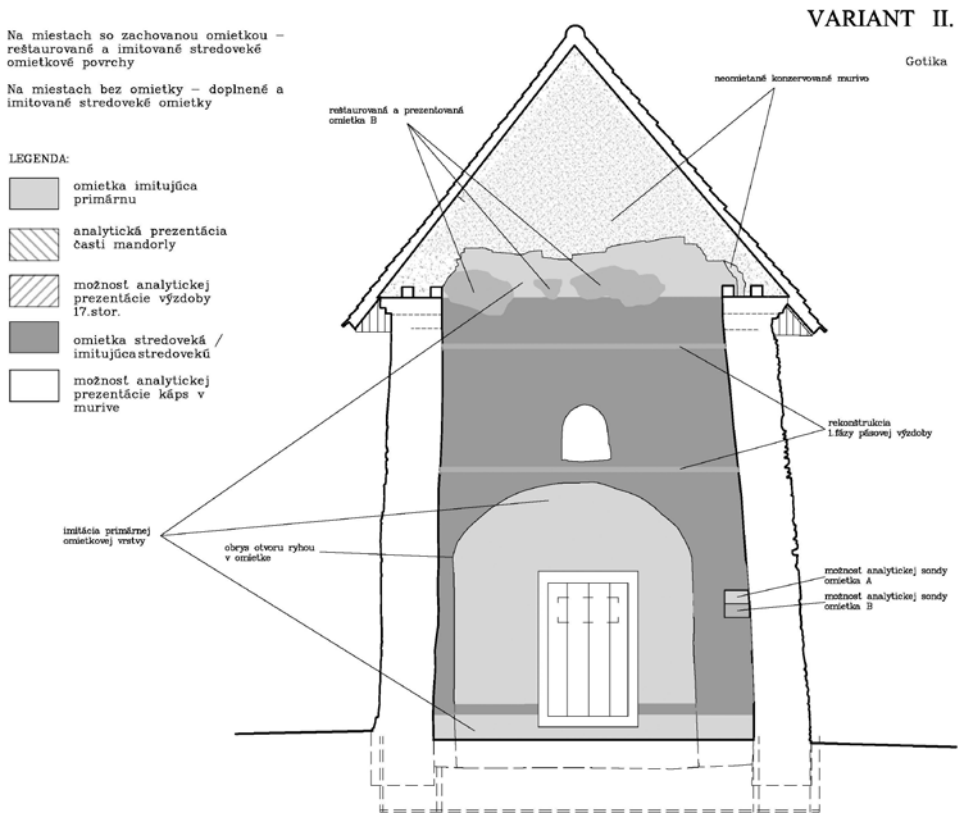 VARIANT II.
Gotika
Na miestach so zachovanou omietkou –
reštaurované a imitované stredoveké
omietkové povrchy
Na miestach bez omietky – doplnené a
imitované stredoveké omietky
LEGENDA:
omietka imitujúca
primárnu
analytická prezentácia
časti mandorly
možnosť analytickej
prezentácie výzdoby
17.stor.
omietka stredoveká /
imitujúcastredovekú
možnosť analytickej
prezentácie káps v
murive
neomietané konzervované murivo
reštaurovaná a prezentovaná
omietka B
rekonštrukcia
1.fázy pásovej výzdoby
imitácia primárnej
omietkovej vrstvy
obrys otvoru ryhou
v omietke
možnosť analytickej sondy
omietka A
možnosť analytickej sondy
omietka B